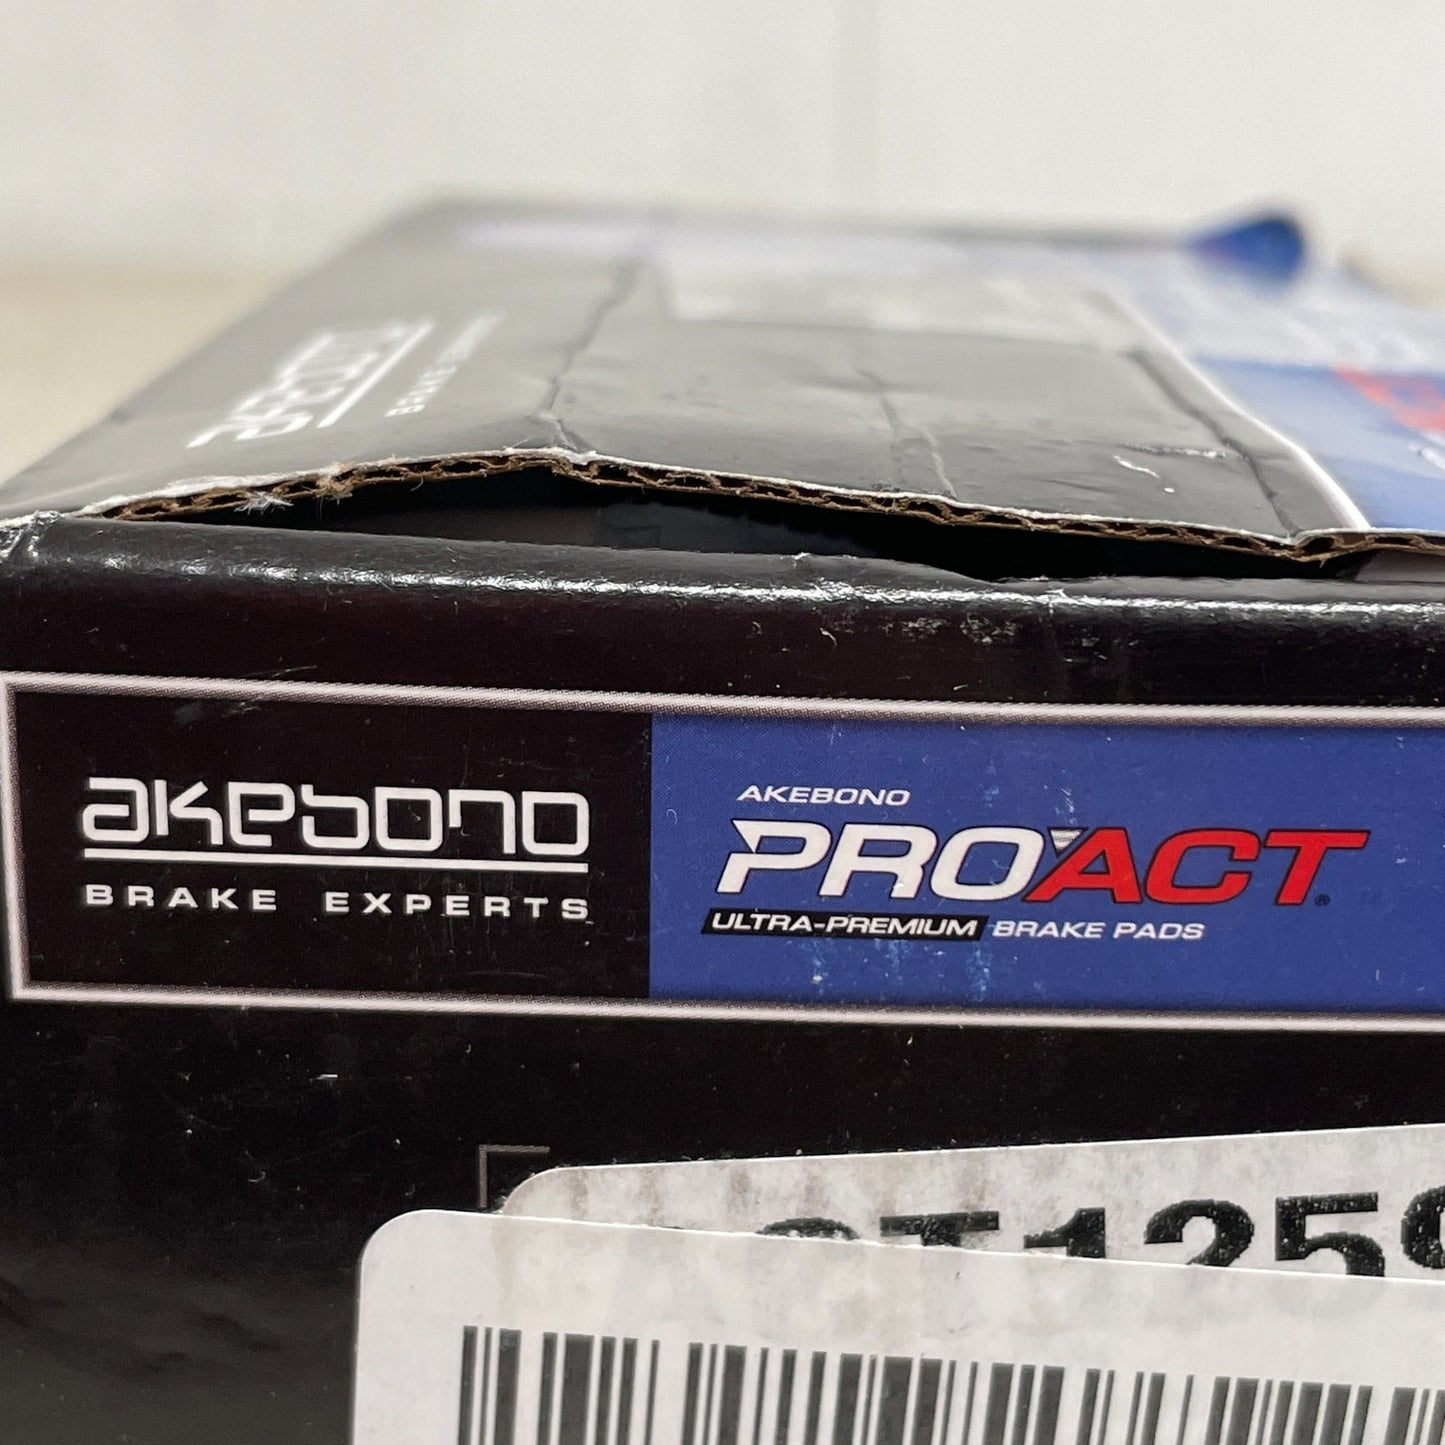 akebono
BRAKE EXPERTS
AKEBONO
PROACT®
ULTRA-PREMIUM BRAKE PADS